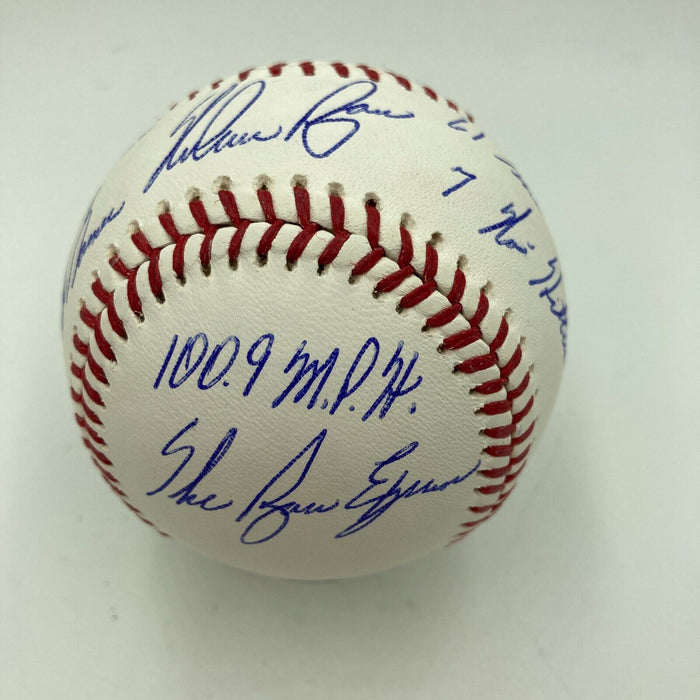 Nolan Ryan
7 No Hitters
100.9 M.P.H.
The Ryan Express